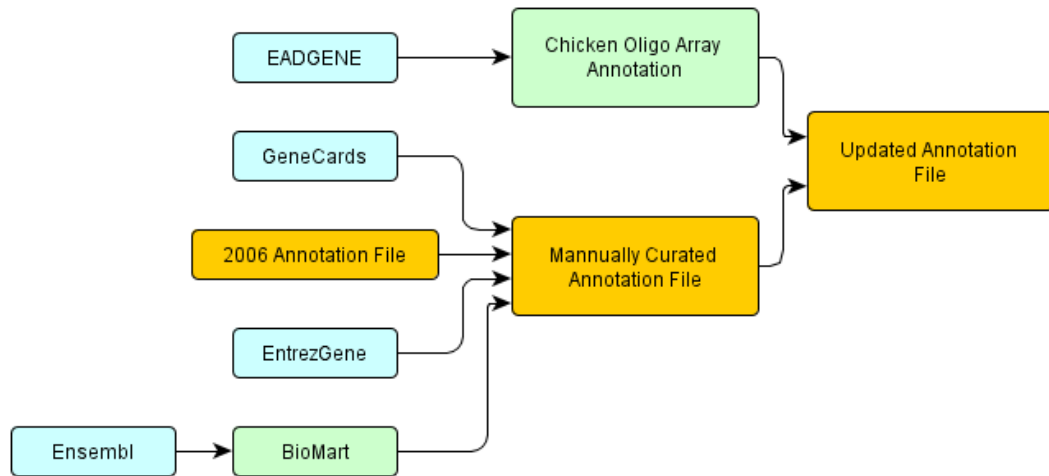 EADGENE
Chicken Oligo Array
Annotation
GeneCards
Updated Annotation
File
2006 Annotation File
Mannually Curated
Annotation File
EntrezGene
Ensembl
BioMart